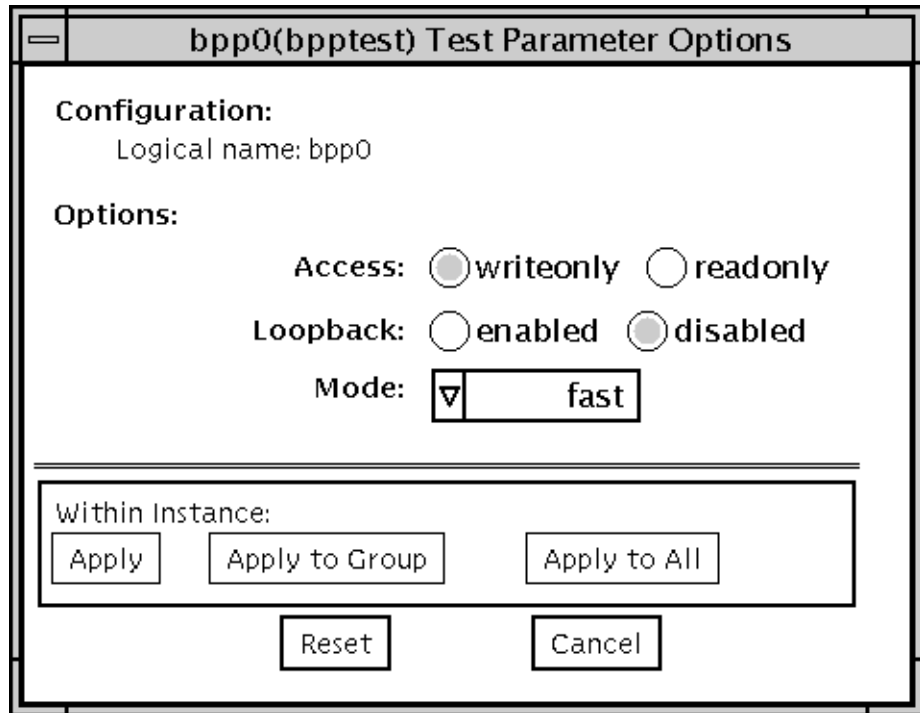 bpp0(bpptest) Test Parameter Options
Configuration:
Logical name: bpp0
Options:
Access: writeonly readonly
Loopback: enabled disabled
Mode: fast
Within Instance:
Apply Apply to Group Apply to All
Reset Cancel